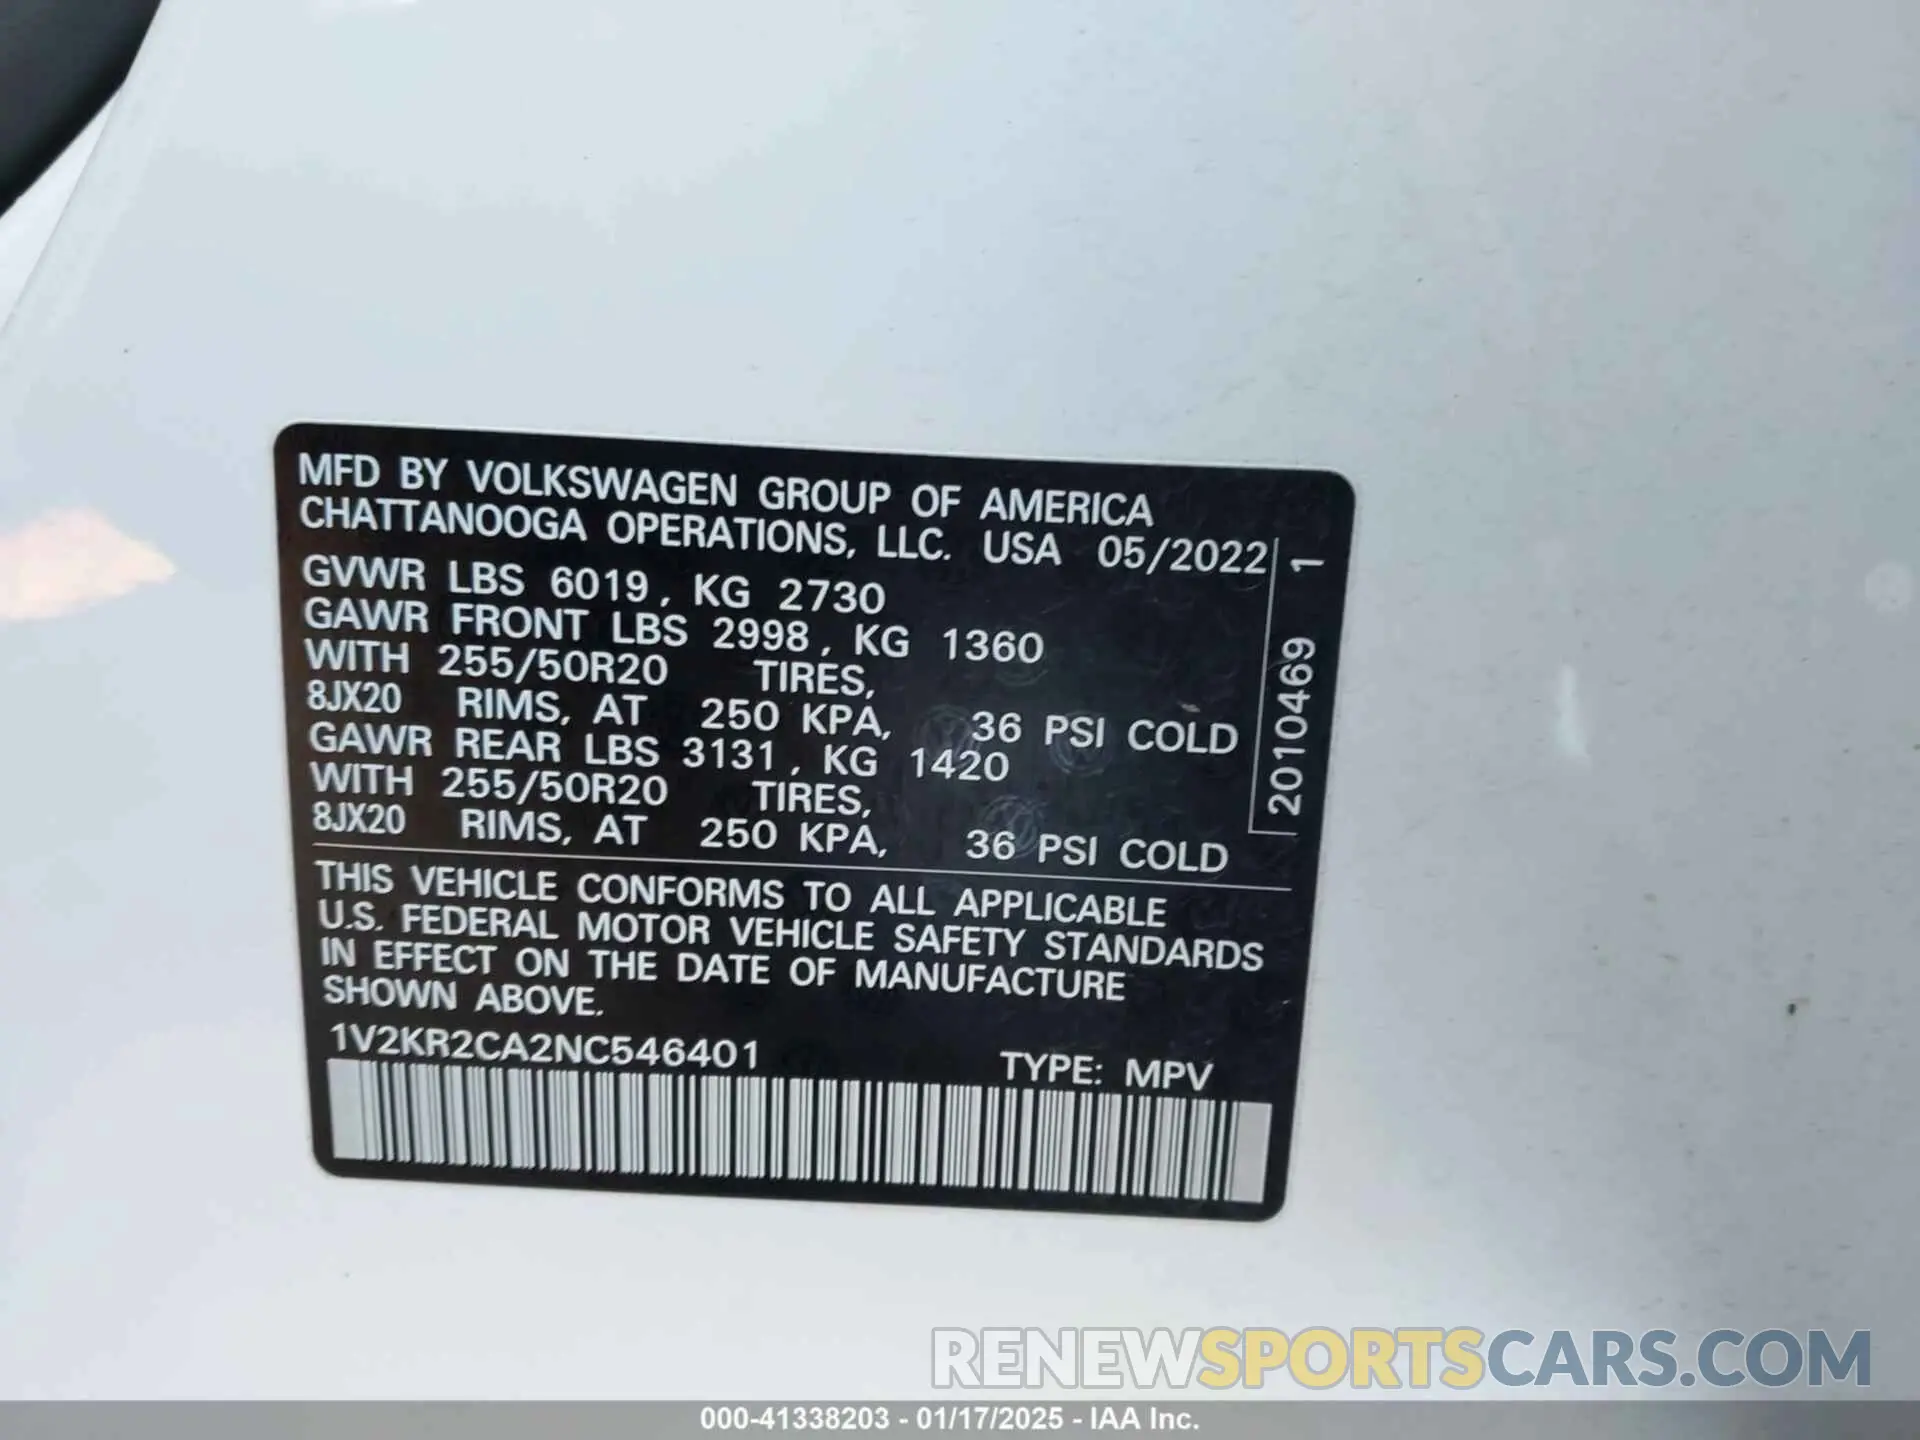 MFD BY VOLKSWAGEN GROUP OF AMERICA
CHATTANOOGA OPERATIONS, LLC. USA 05/2022
GVWR LBS 6019, KG 2730
GAWR FRONT LBS 2998, KG 1360
WITH 255/50R20 TIRES,
8JX20 RIMS, AT 250 KPA, 36 PSI COLD
GAWR REAR LBS 3131, KG 1420
WITH 255/50R20 TIRES,
8JX20 RIMS, AT 250 KPA, 36 PSI COLD
2010469 1
THIS VEHICLE CONFORMS TO ALL APPLICABLE
U.S. FEDERAL MOTOR VEHICLE SAFETY STANDARDS
IN EFFECT ON THE DATE OF MANUFACTURE
SHOWN ABOVE.
1V2KR2CA2NC546401 TYPE: MPV
RENEWSPORTSCARS.COM
000-41338203 - 01/17/2025 - IAA Inc.